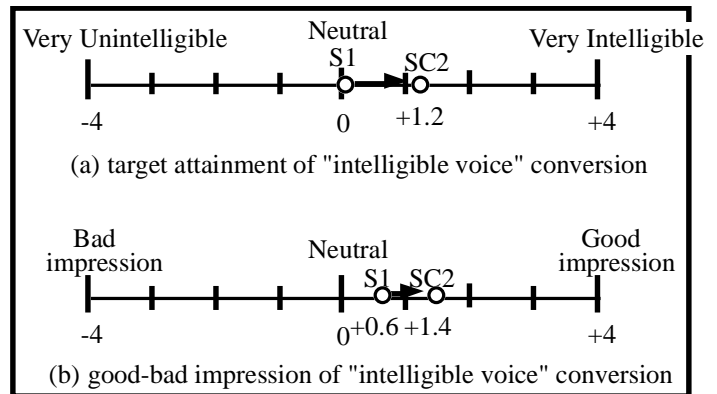 Very Unintelligible Neutral Very Intelligible
S1 SC2
-4 0 +1.2 +4
(a) target attainment of "intelligible voice" conversion
Bad impression Neutral Good impression
S1 SC2
-4 0 +0.6 +1.4 +4
(b) good-bad impression of "intelligible voice" conversion